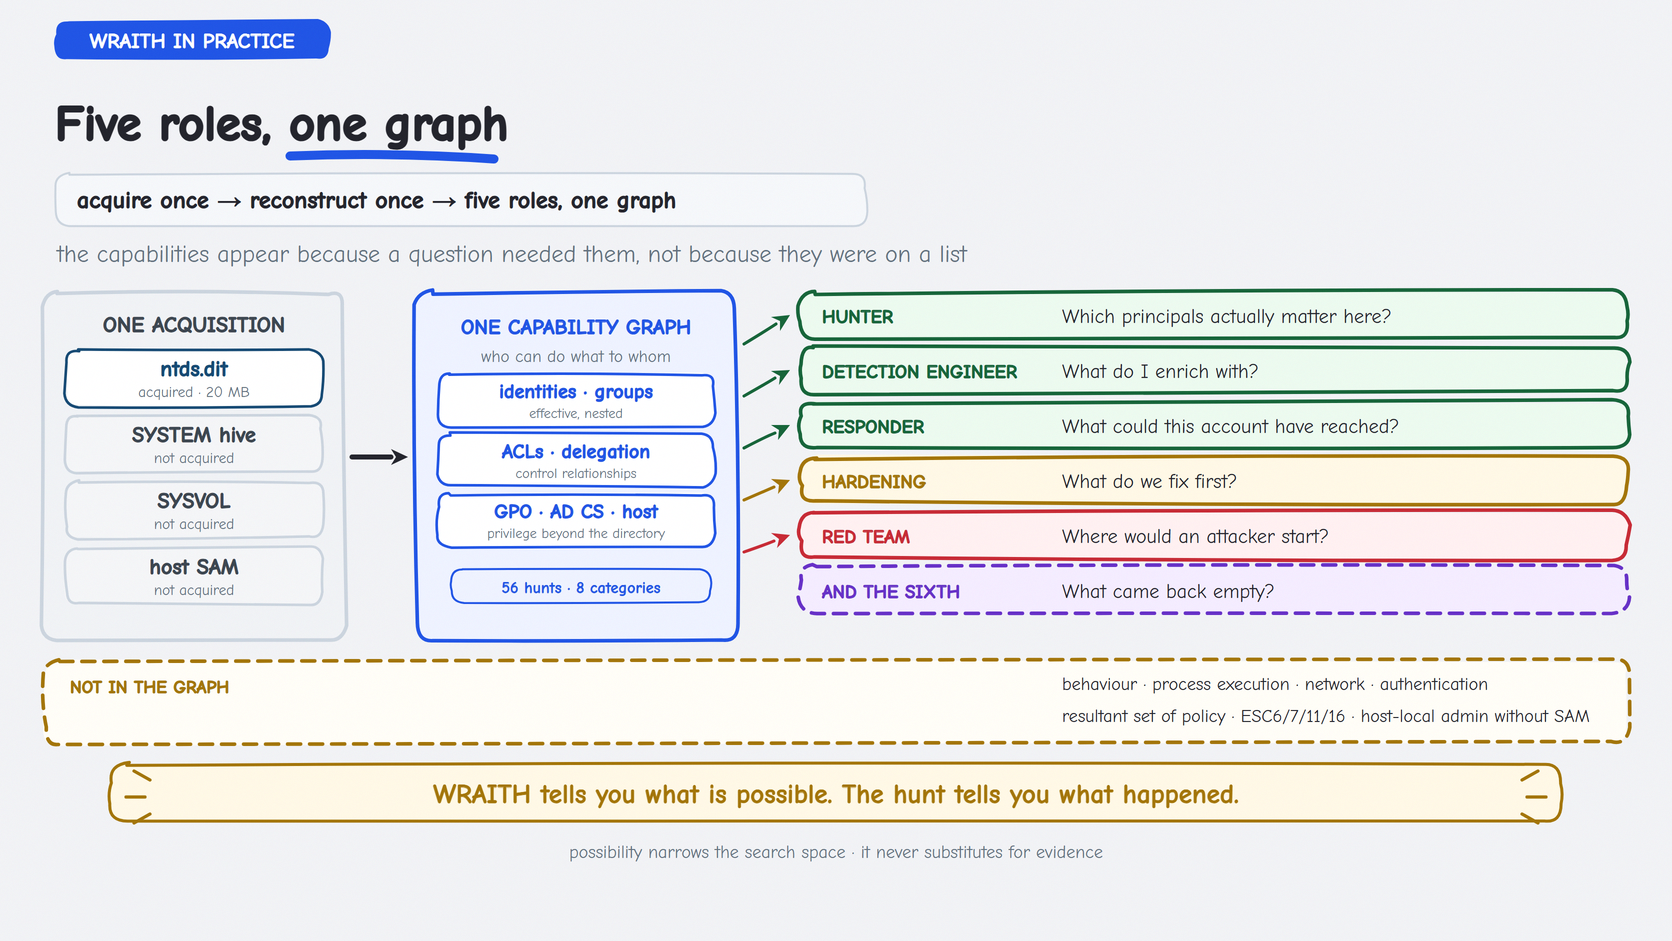 WRAITH IN PRACTICE
Five roles, one graph
acquire once → reconstruct once → five roles, one graph
the capabilities appear because a question needed them, not because they were on a list
ONE ACQUISITION
ntds.dit
acquired · 20 MB
SYSTEM hive
not acquired
SYSVOL
not acquired
host SAM
not acquired
ONE CAPABILITY GRAPH
who can do what to whom
identities · groups
effective, nested
ACLs · delegation
control relationships
GPO · AD CS · host
privilege beyond the directory
56 hunts · 8 categories
HUNTER Which principals actually matter here?
DETECTION ENGINEER What do I enrich with?
RESPONDER What could this account have reached?
HARDENING What do we fix first?
RED TEAM Where would an attacker start?
AND THE SIXTH What came back empty?
NOT IN THE GRAPH behaviour · process execution · network · authentication
resultant set of policy · ESC6/7/11/16 · host-local admin without SAM
WRAITH tells you what is possible. The hunt tells you what happened.
possibility narrows the search space · it never substitutes for evidence